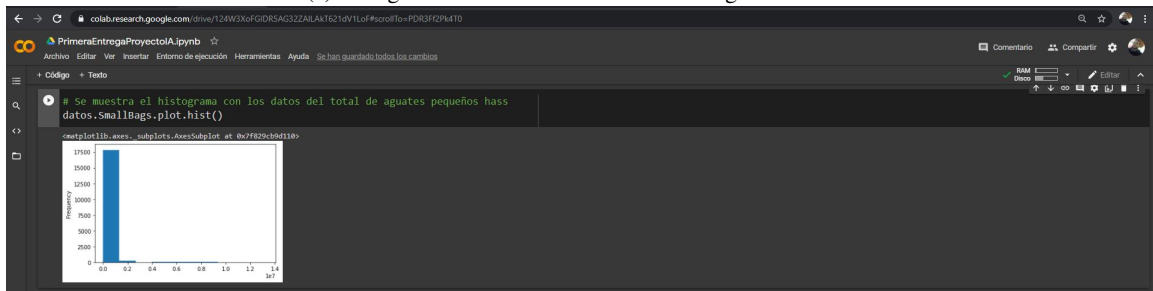 colab.research.google.com/drive/124W3XoFGlDR5AG32ZAILAkT621dV1LoF#scrollTo=PDR3Ff2Pk4T0
PrimeraEntregaProyectoIA.ipynb
Archivo Editar Ver Insertar Entorno de ejecución Herramientas Ayuda Se han guardado todos los cambios
Comentario Compartir
+ Código + Texto
RAM
Disco
Editar
# Se muestra el histograma con los datos del total de aguates pequeños hass
datos.SmallBags.plot.hist()
<matplotlib.axes._subplots.AxesSubplot at 0x7f829cb9d110>
17500
15000
12500
10000
7500
5000
2500
0
Frequency
0.0 0.2 0.4 0.6 0.8 1.0 1.2 1.4
1e7